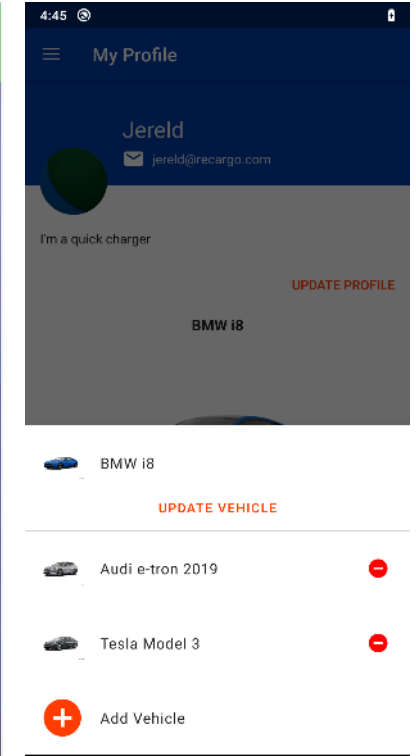 4:45
My Profile
Jereld
jereld@recargo.com
I'm a quick charger
UPDATE PROFILE
BMW i8
BMW i8
UPDATE VEHICLE
Audi e-tron 2019
Tesla Model 3
Add Vehicle